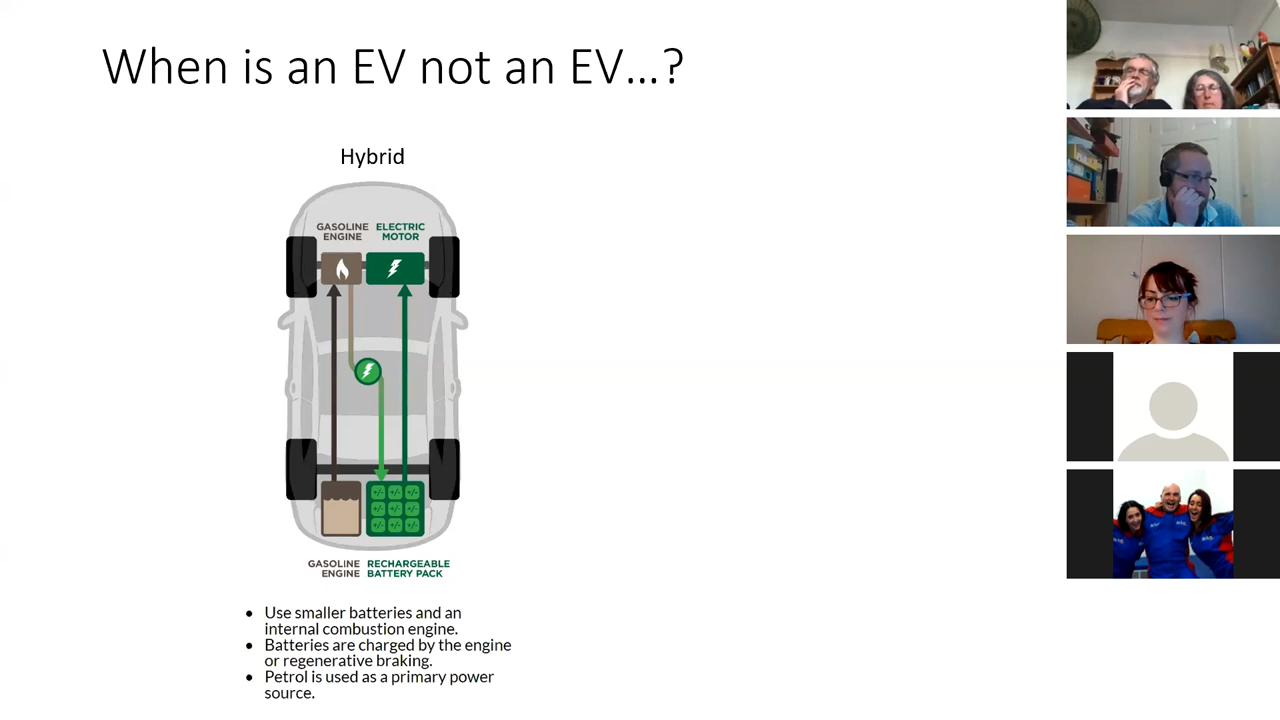 When is an EV not an EV...?
Hybrid
GASOLINE ELECTRIC
ENGINE MOTOR
GASOLINE RECHARGEABLE
ENGINE BATTERY PACK
• Use smaller batteries and an
internal combustion engine.
• Batteries are charged by the engine
or regenerative braking.
• Petrol is used as a primary power
source.